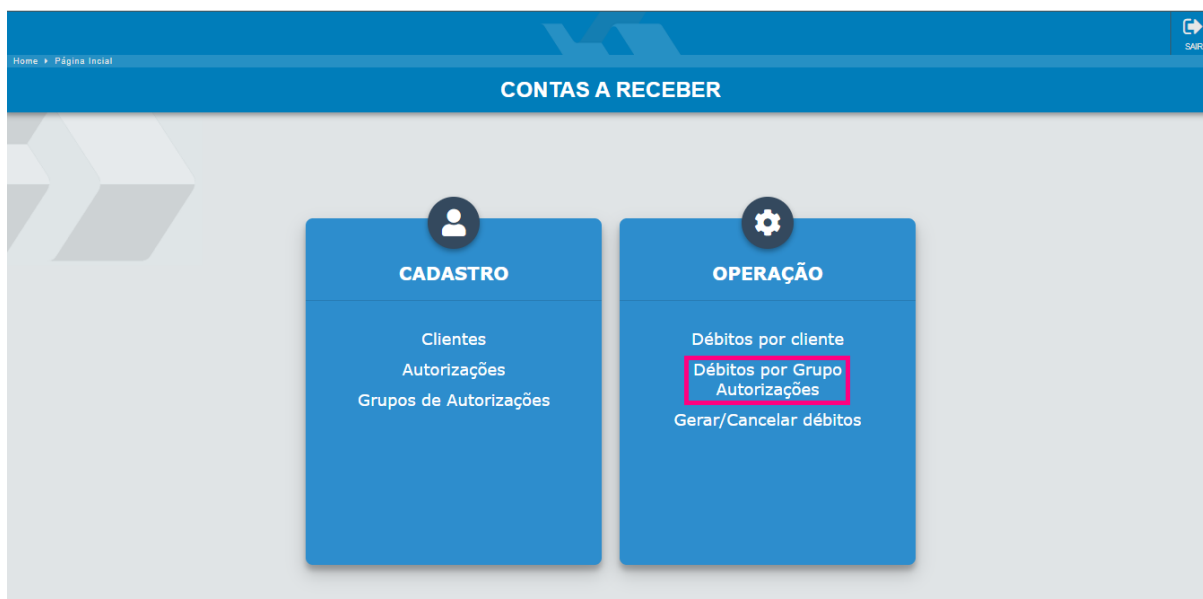 SAIR
Home ▸ Página Incial
CONTAS A RECEBER
CADASTRO
Clientes
Autorizações
Grupos de Autorizações
OPERAÇÃO
Débitos por cliente
Débitos por Grupo
Autorizações
Gerar/Cancelar débitos